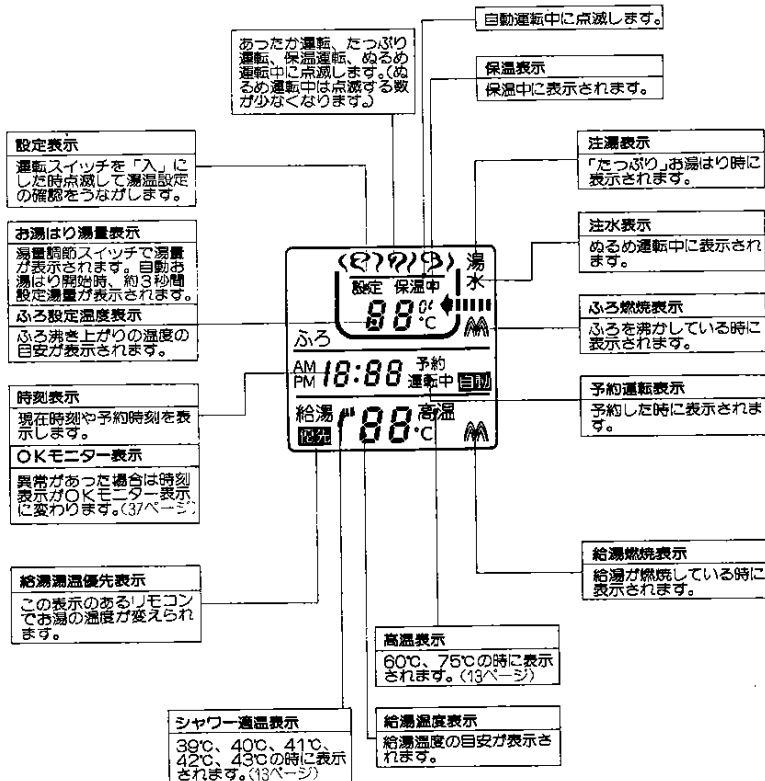 自動運転中に点滅します。
あったか運転、たっぷり
運転、保温運転、ぬるめ
運転中に点滅します。(ぬ
るめ運転中は点滅する数
が少なくなります。)
保温表示
保温中に表示されます。
設定表示
運転スイッチを「入」に
した時点滅して湯温設定
の確認をうながします。
注湯表示
「たっぷり」お湯はり時に
表示されます。
お湯はり湯量表示
湯量調節スイッチで湯量
が表示されます。自動お
湯はり開始時、約3秒間
設定湯量が表示されます。
注水表示
ぬるめ運転中に表示され
ます。
ふろ設定温度表示
ふろ沸き上がりの温度の
目安が表示されます。
ふろ燃焼表示
ふろを沸かしている時に
表示されます。
湯
水
設定 保温中
88 ℃
ふろ
AM
PM
18:88
予約
運転中
自動
給湯
優先
88℃
高温
時刻表示
現在時刻や予約時刻を表
示します。
予約運転表示
予約した時に表示されま
す。
OKモニター表示
異常があった場合は時刻
表示がOKモニター表示
に変わります。(37ページ)
給湯湯温優先表示
この表示のあるリモコン
でお湯の温度が変えられ
ます。
給湯燃焼表示
給湯が燃焼している時に
表示されます。
高温表示
60℃、75℃の時に表示
されます。(13ページ)
シャワー適温表示
39℃、40℃、41℃、
42℃、43℃の時に表示
されます。(13ページ)
給湯温度表示
給湯温度の目安が表示さ
れます。